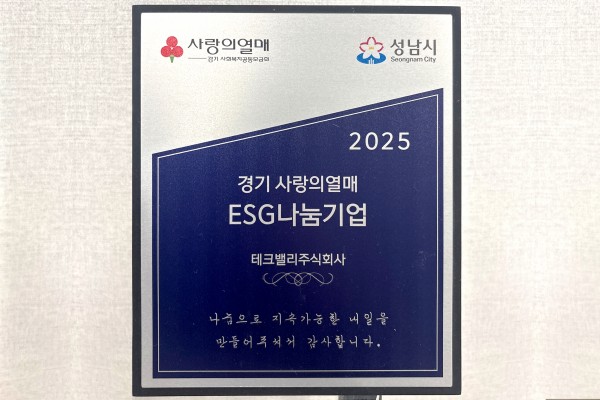 사랑의열매
경기 사회복지공동모금회
성남시
Seongnam City
2025
경기 사랑의열매
ESG나눔기업
테크밸리주식회사
나눔으로 지속가능한 내일을
만들어주셔서 감사합니다.